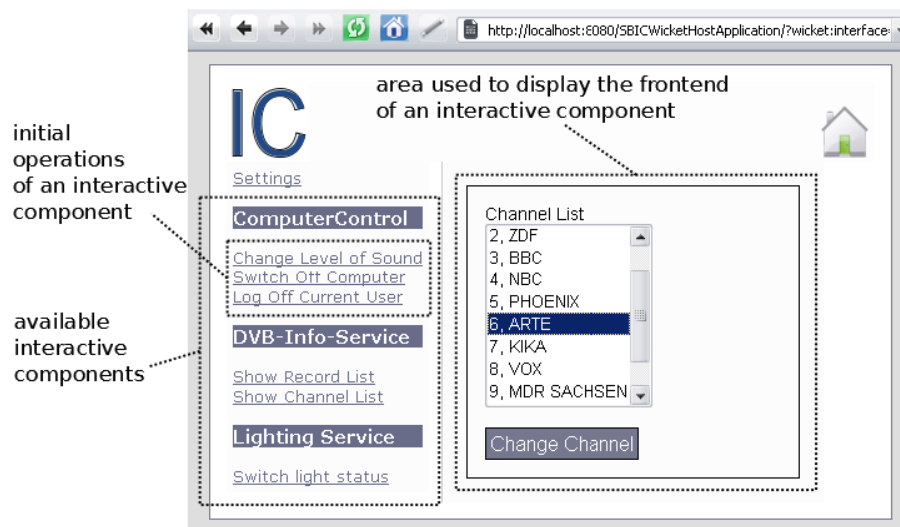 http://localhost:8080/SBICWicketHostApplication/?wicket:interface=
area used to display the frontend
of an interactive component
IC
initial
operations
of an interactive
component
Settings
ComputerControl
Change Level of Sound
Switch Off Computer
Log Off Current User
available
interactive
components
DVB-Info-Service
Show Record List
Show Channel List
Lighting Service
Switch light status
Channel List
2, ZDF
3, BBC
4, NBC
5, PHOENIX
6, ARTE
7, KIKA
8, VOX
9, MDR SACHSEN
Change Channel